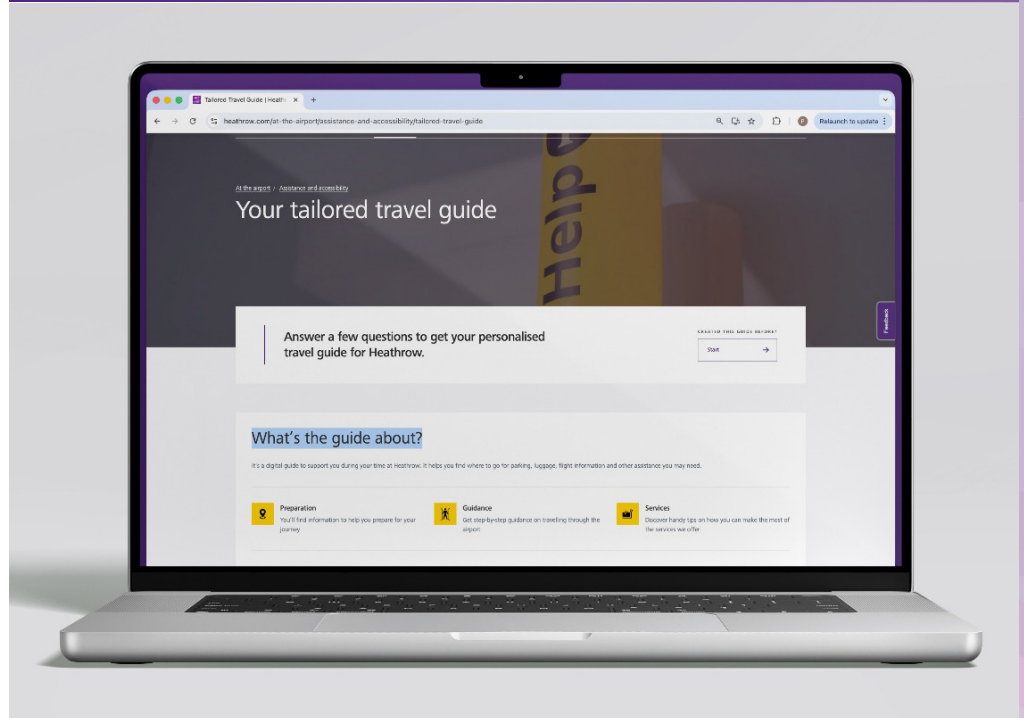 Tailored Travel Guide | Heath
heathrow.com/at-the-airport/assistance-and-accessibility/tailored-travel-guide
Relaunch to update
Help
At the airport / Assistance and accessibility
Your tailored travel guide
Feedback
Answer a few questions to get your personalised
travel guide for Heathrow.
CREATED THIS GUIDE BEFORE?
Start
What's the guide about?
It's a digital guide to support you during your time at Heathrow. It helps you find where to go for parking, luggage, flight information and other assistance you may need.
Preparation
You'll find information to help you prepare for your
journey
Guidance
Get step-by-step guidance on travelling through the
airport
Services
Discover handy tips on how you can make the most of
the services we offer